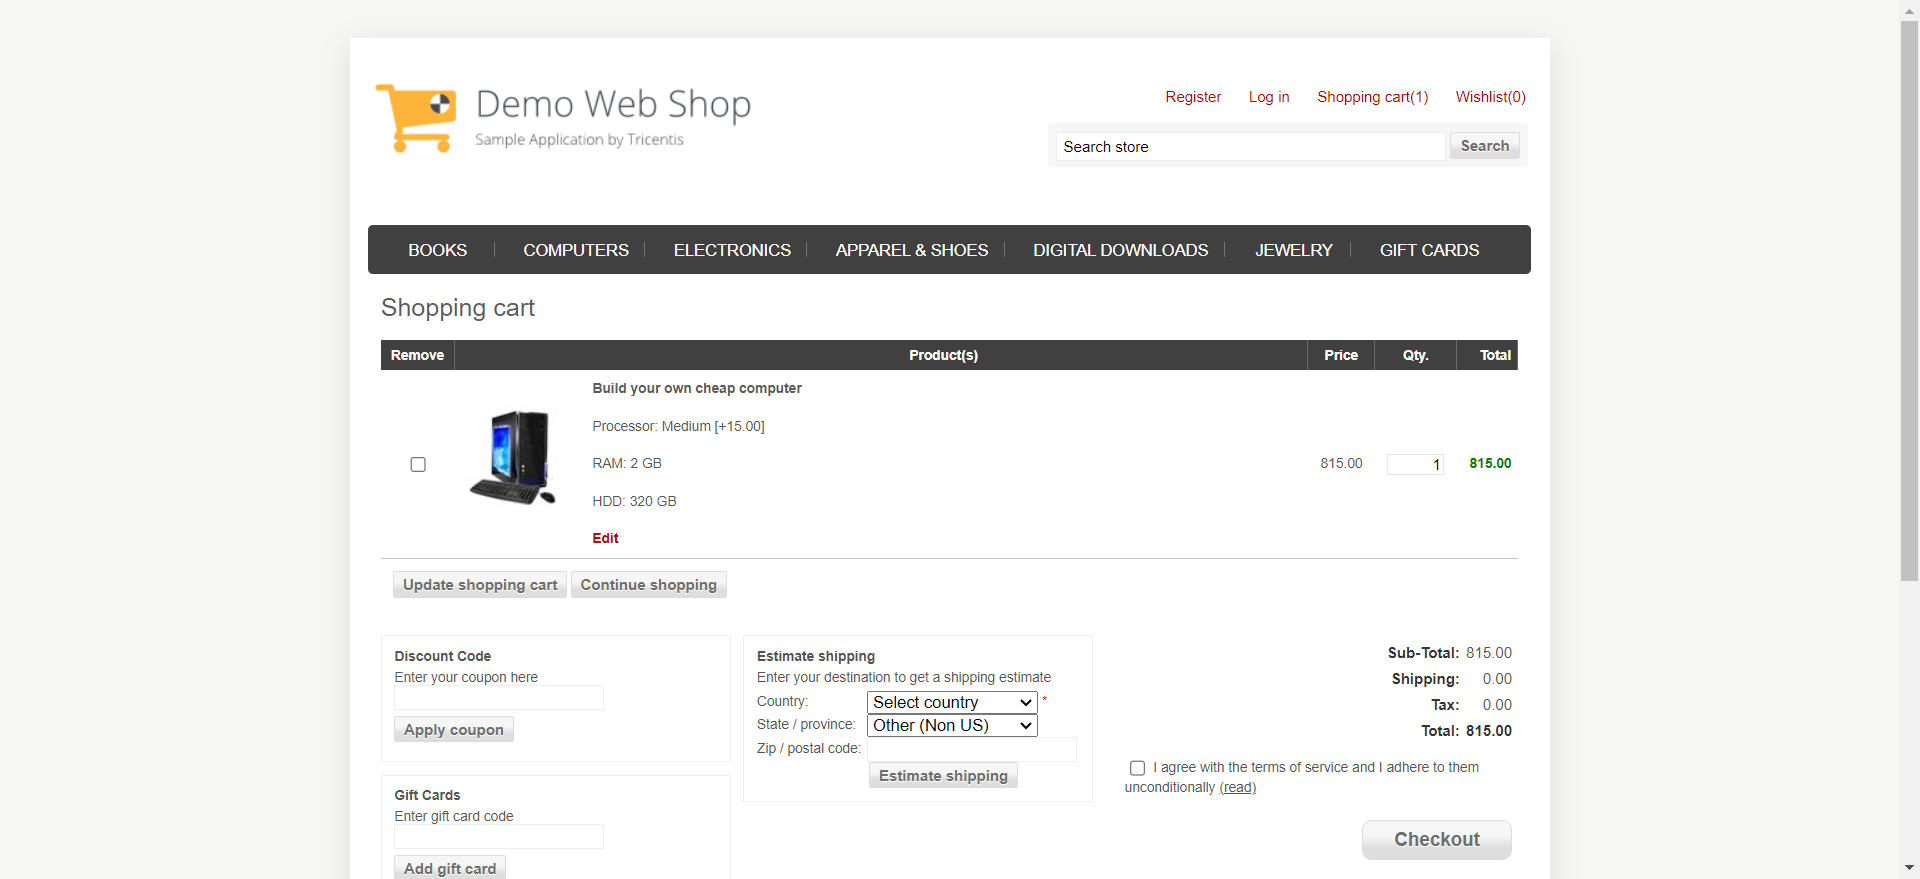 Demo Web Shop
Sample Application by Tricentis
Register Log in Shopping cart(1) Wishlist(0)
Search store Search
BOOKS COMPUTERS ELECTRONICS APPAREL & SHOES DIGITAL DOWNLOADS JEWELRY GIFT CARDS
Shopping cart
Remove Product(s) Price Qty. Total
Build your own cheap computer
Processor: Medium [+15.00]
RAM: 2 GB
815.00 1 815.00
HDD: 320 GB
Edit
Update shopping cart Continue shopping
Discount Code
Enter your coupon here
Apply coupon
Gift Cards
Enter gift card code
Add gift card
Estimate shipping
Enter your destination to get a shipping estimate
Country: Select country *
State / province: Other (Non US)
Zip / postal code:
Estimate shipping
Sub-Total: 815.00
Shipping: 0.00
Tax: 0.00
Total: 815.00
I agree with the terms of service and I adhere to them
unconditionally (read)
Checkout